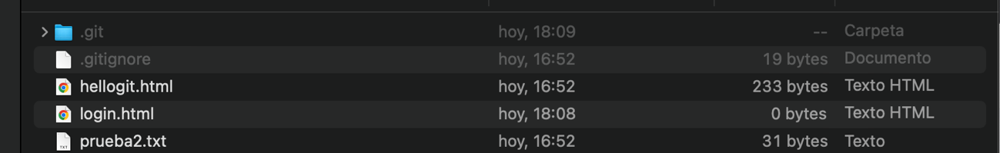 .git hoy, 18:09 -- Carpeta
.gitignore hoy, 16:52 19 bytes Documento
hellogit.html hoy, 16:52 233 bytes Texto HTML
login.html hoy, 18:08 0 bytes Texto HTML
TXT prueba2.txt hoy, 16:52 31 bytes Texto